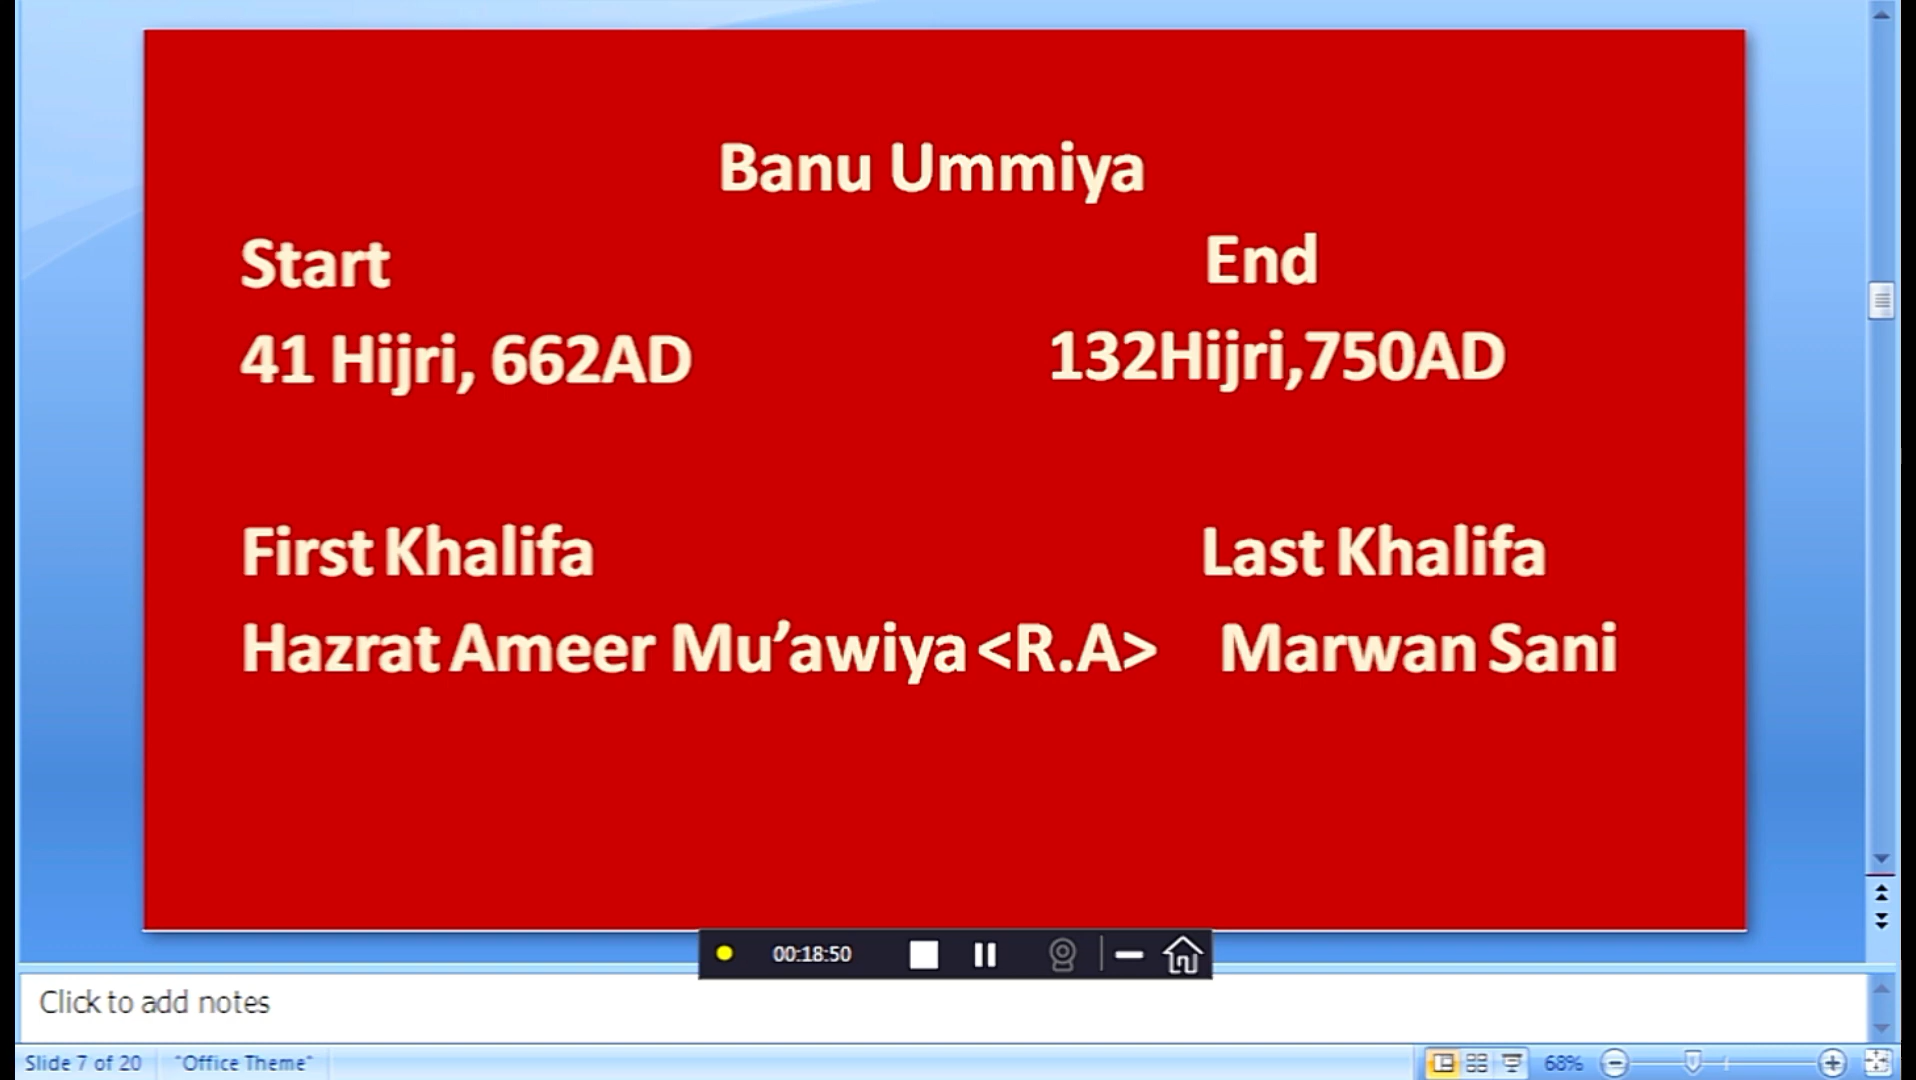 Banu Ummiya
Start End
41 Hijri, 662AD 132Hijri,750AD
First Khalifa Last Khalifa
Hazrat Ameer Mu’awiya <R.A> Marwan Sani
00:18:50
Click to add notes
Slide 7 of 20 "Office Theme" 68%